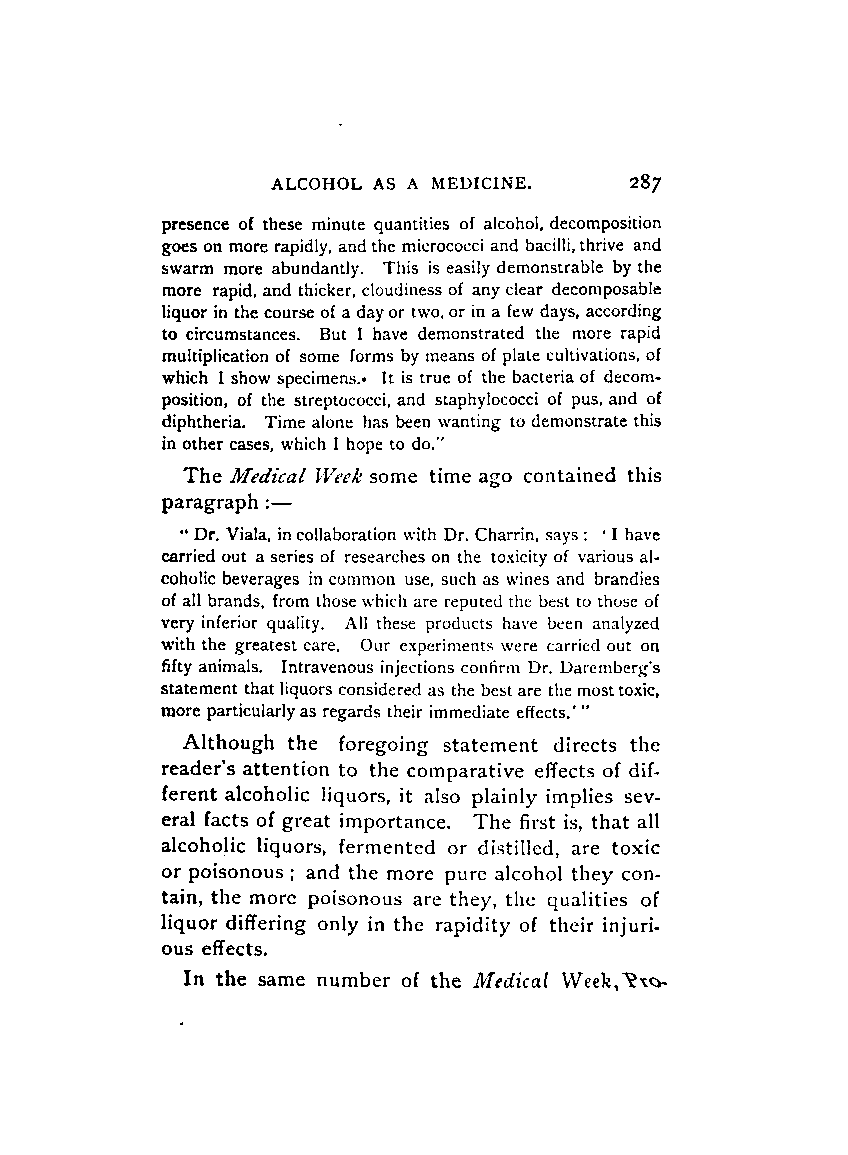 ALCOHOL AS A MEDICINE. 287
presence of these minute quantities of alcohol, decomposition
goes on more rapidly, and the micrococci and bacilli, thrive and
swarm more abundantly. This is easily demonstrable by the
more rapid, and thicker, cloudiness of any clear decomposable
liquor in the course of a day or two, or in a few days, according
to circumstances. But I have demonstrated the more rapid
multiplication of some forms by means of plate cultivations, of
which I show specimens.• It is true of the bacteria of decom-
position, of the streptococci, and staphylococci of pus, and of
diphtheria. Time alone has been wanting to demonstrate this
in other cases, which I hope to do."
The Medical Week some time ago contained this
paragraph :—
" Dr. Viala, in collaboration with Dr. Charrin, says : ' I have
carried out a series of researches on the toxicity of various al-
coholic beverages in common use, such as wines and brandies
of all brands, from those which are reputed the best to those of
very inferior quality. All these products have been analyzed
with the greatest care. Our experiments were carried out on
fifty animals. Intravenous injections confirm Dr. Daremberg's
statement that liquors considered as the best are the most toxic,
more particularly as regards their immediate effects.' "
Although the foregoing statement directs the
reader's attention to the comparative effects of dif-
ferent alcoholic liquors, it also plainly implies sev-
eral facts of great importance. The first is, that all
alcoholic liquors, fermented or distilled, are toxic
or poisonous ; and the more pure alcohol they con-
tain, the more poisonous are they, the qualities of
liquor differing only in the rapidity of their injuri-
ous effects.
In the same number of the Medical Week, Pro-